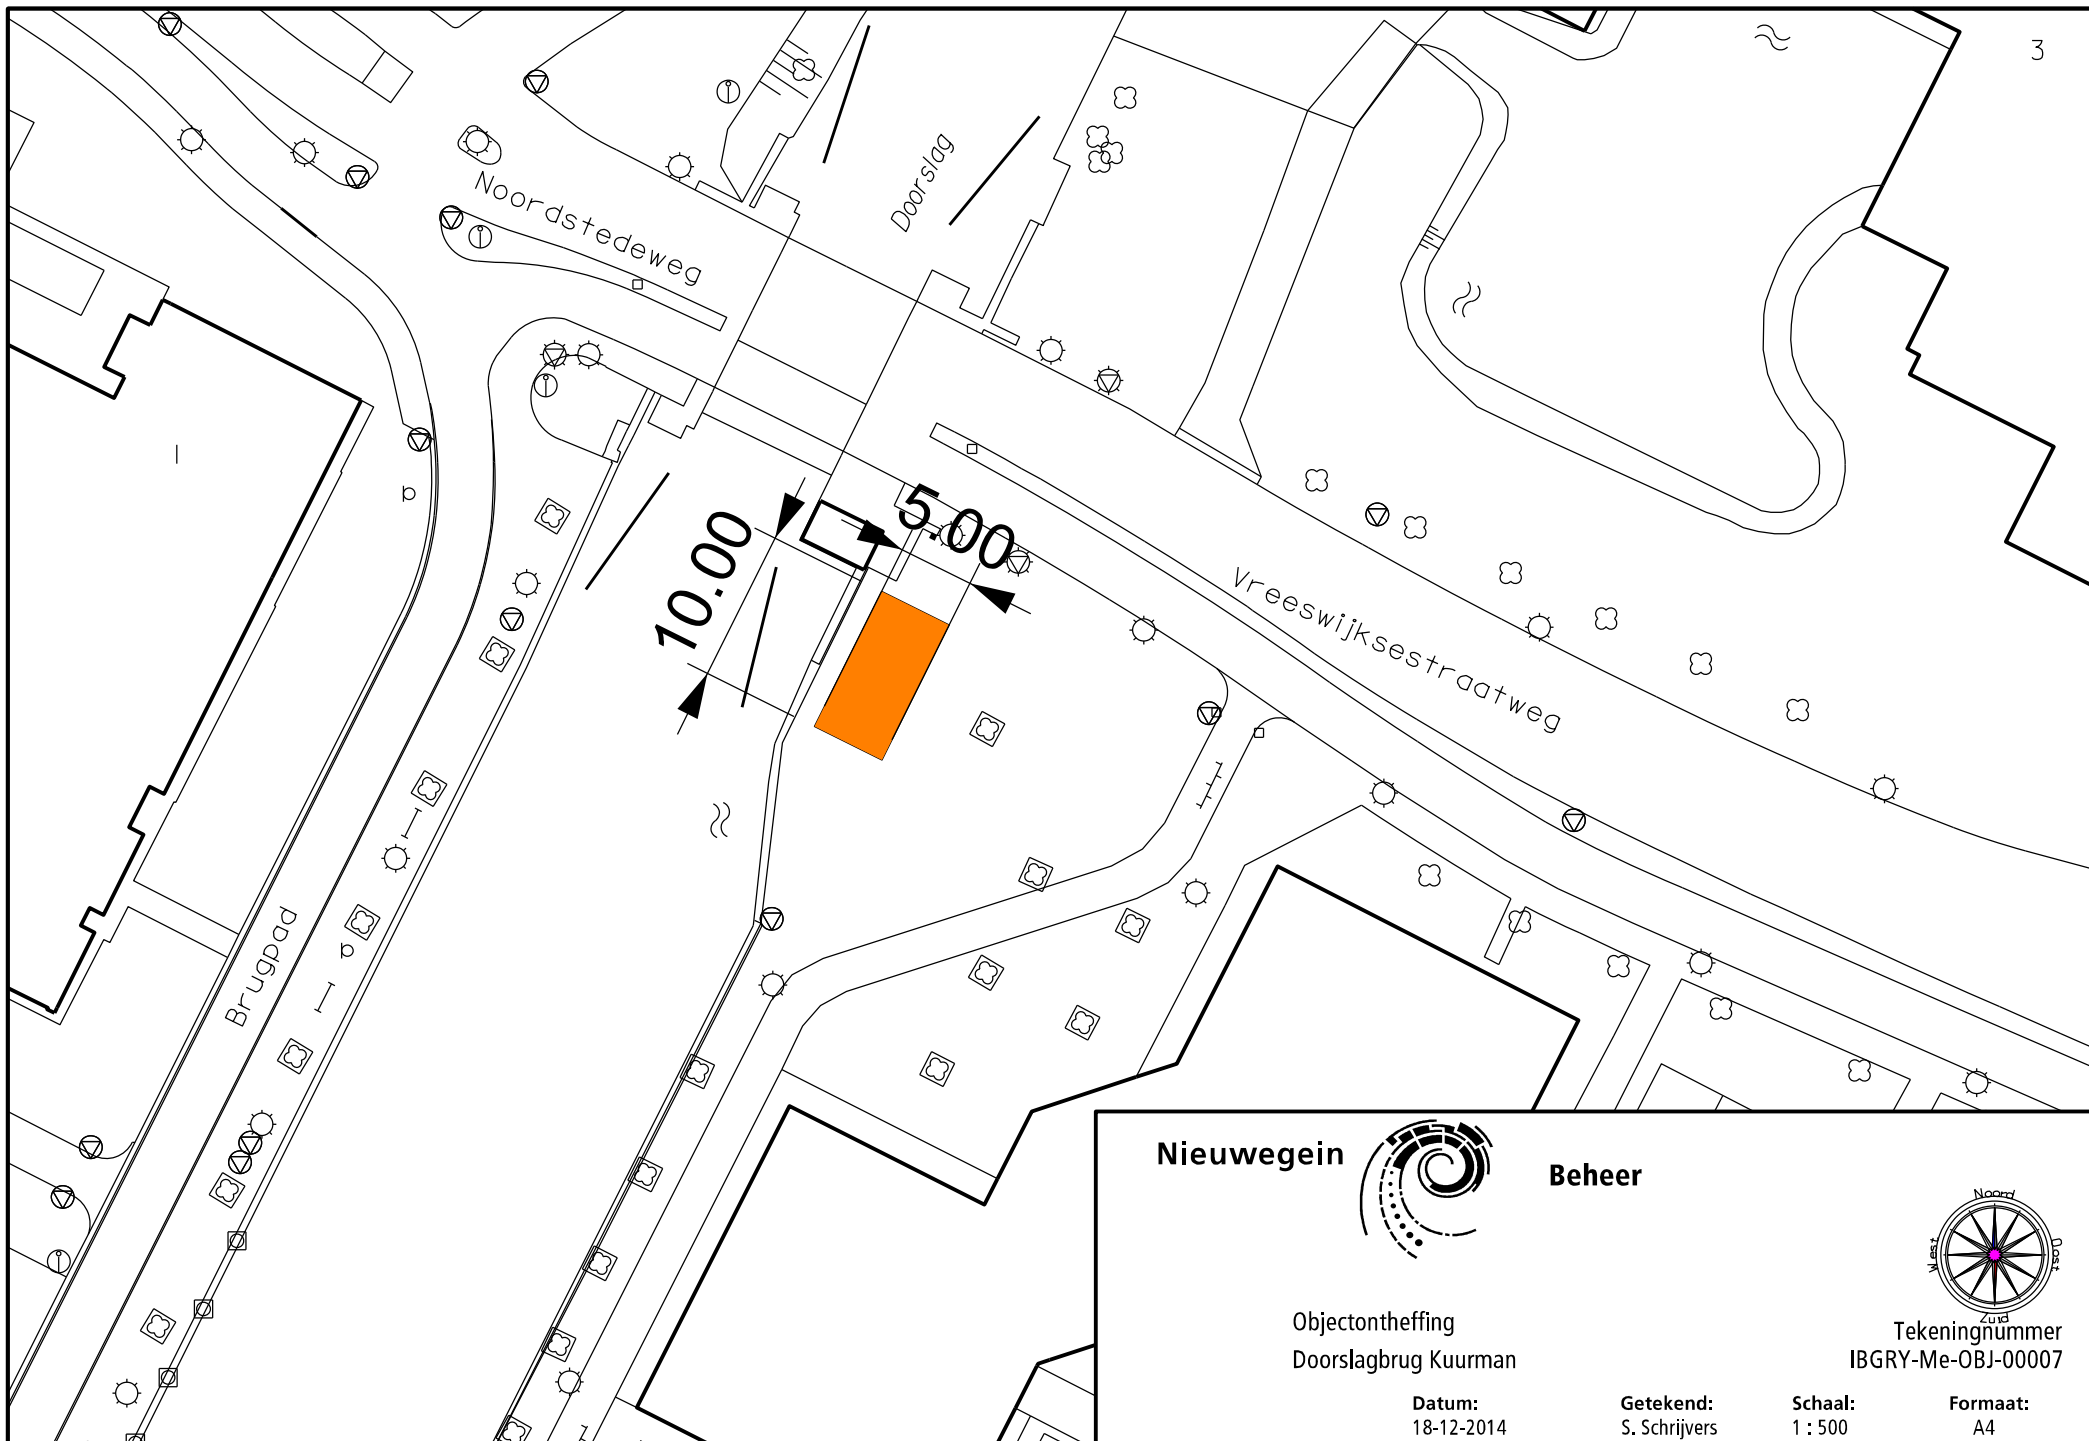 3
Noordstedeweg
Doorslag
1
p
10.00
5.00
Vreeswijksestraatweg
Brugpad
p
Nieuwegein
Beheer
Noord
West
Oost
Zuid
Objectontheffing
Doorslagbrug Kuurman
Tekeningnummer
IBGRY-Me-OBJ-00007
Datum: Getekend: Schaal: Formaat:
18-12-2014 S. Schrijvers 1 : 500 A4